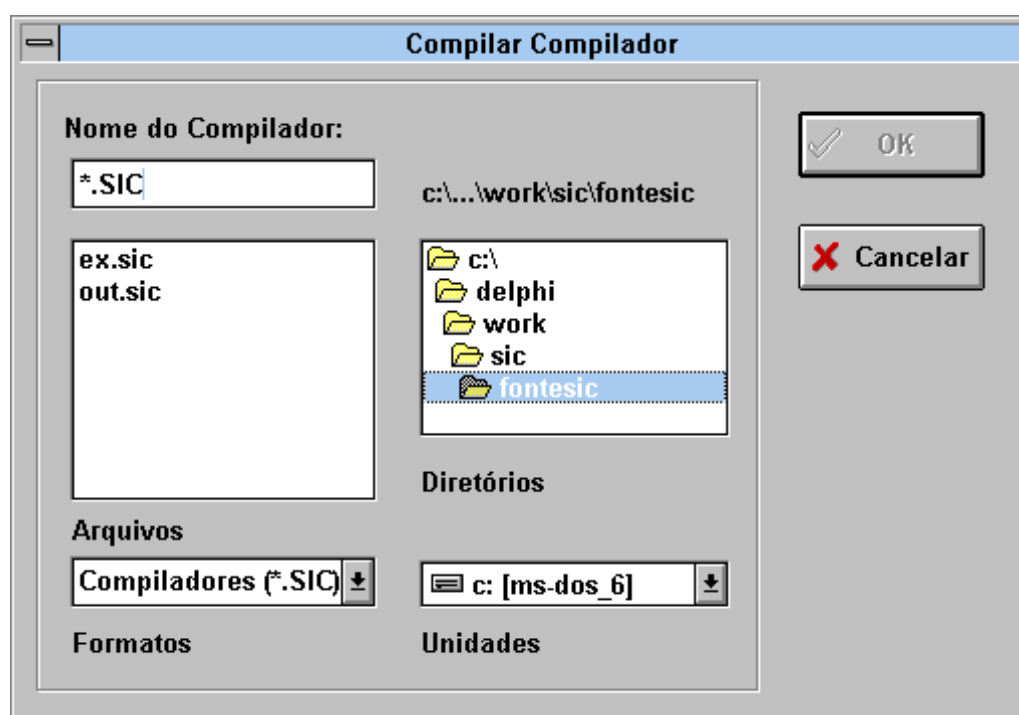 Compilar Compilador
Nome do Compilador:
*.SIC
c:\...\work\sic\fontesic
ex.sic
out.sic
c:\
delphi
work
sic
fontesic
Diretórios
Arquivos
Compiladores (*.SIC)
c: [ms-dos_6]
Formatos
Unidades
OK
Cancelar